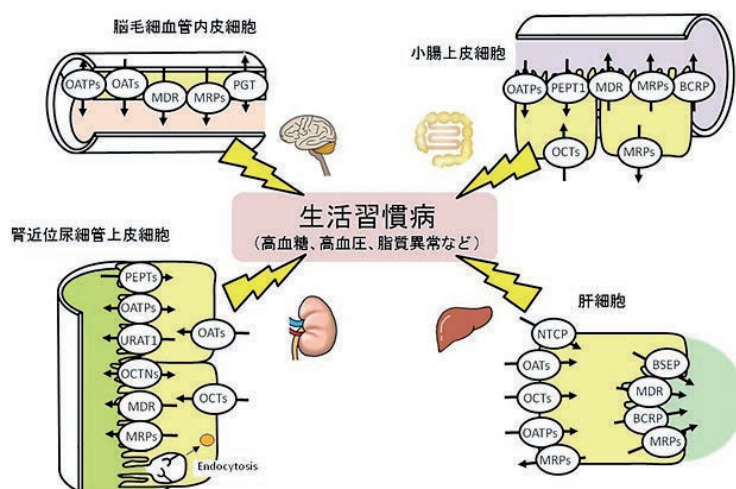 脳毛細血管内皮細胞
OATPs
OATs
MDR
MRPs
PGT
小腸上皮細胞
OATPs
PEPT1
MDR
MRPs
BCRP
OCTs
MRPs
生活習慣病
(高血糖、高血圧、脂質異常など)
腎近位尿細管上皮細胞
PEPTs
OATPs
URAT1
OATs
OCTNs
MDR
OCTs
MRPs
Endocytosis
肝細胞
NTCP
OATs
OCTs
OATPs
MRPs
BSEP
MDR
BCRP
MRPs